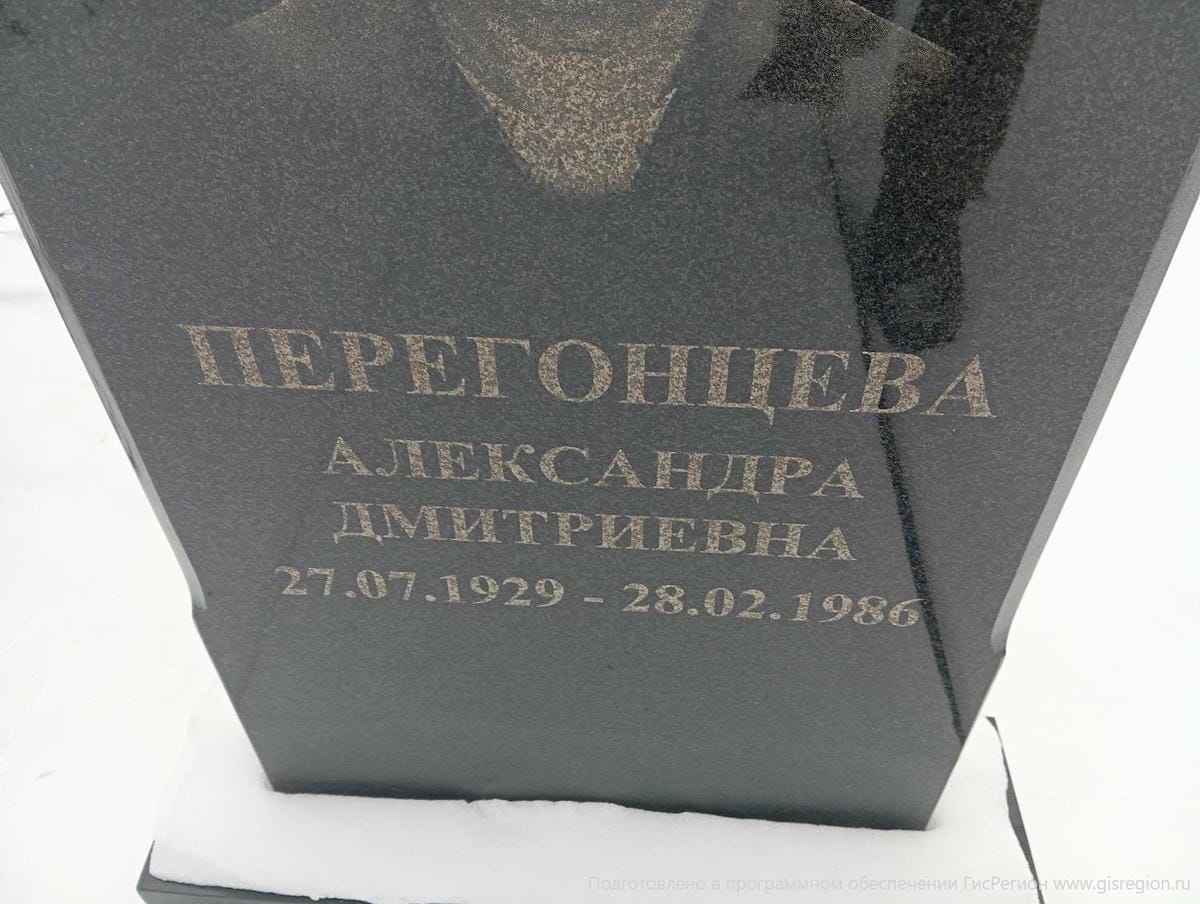 ПЕРЕГОНЦЕВА
АЛЕКСАНДРА
ДМИТРИЕВНА
27.07.1929 - 28.02.1986
Подготовлено в программном обеспечении ГисРегион www.gisregion.ru